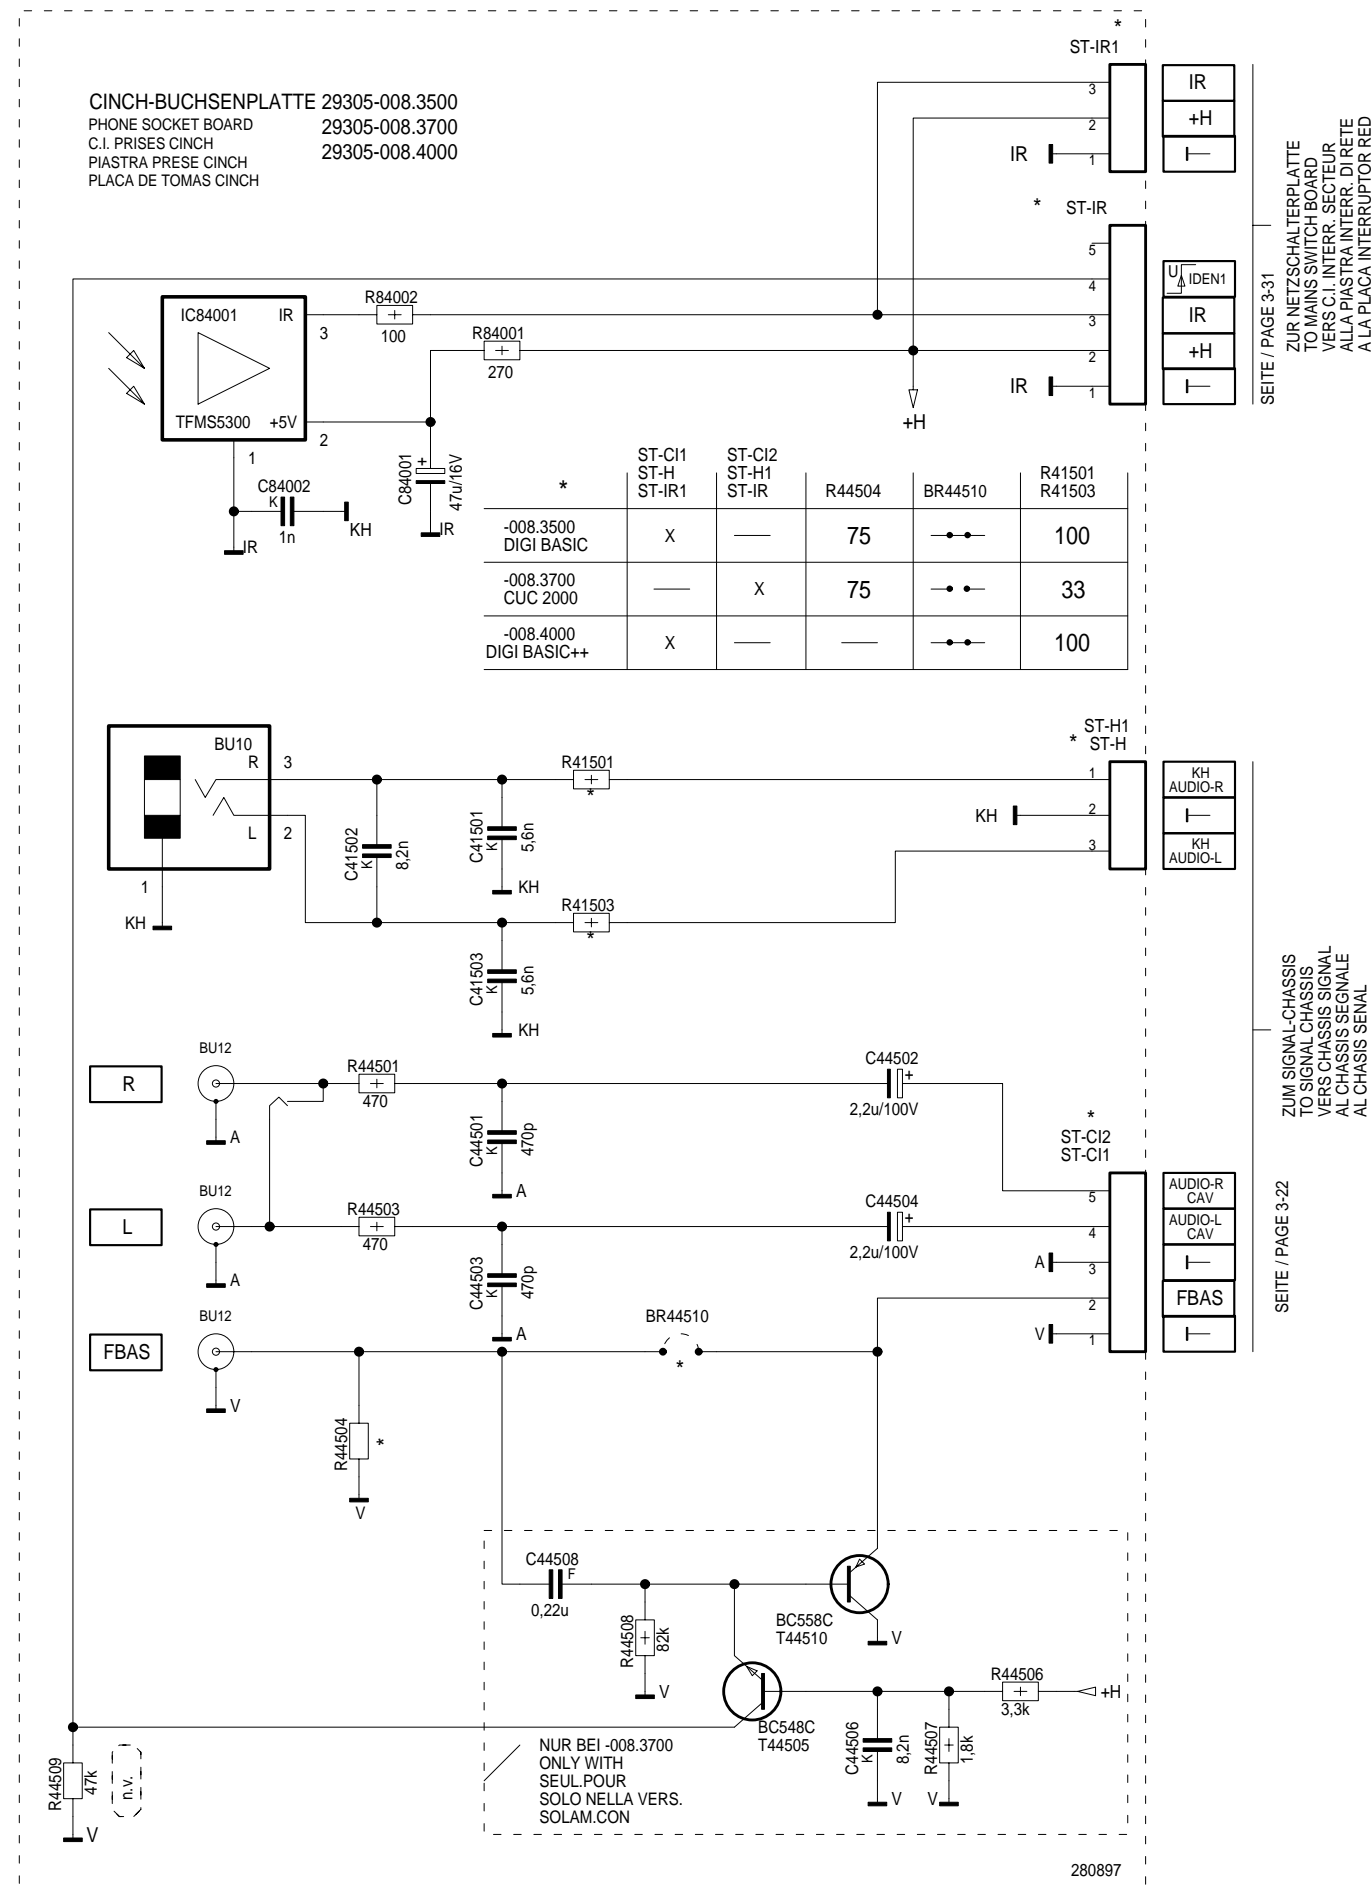 *
ST-IR1
CINCH-BUCHSENPLATTE 29305-008.3500
PHONE SOCKET BOARD 29305-008.3700
C.I. PRISES CINCH
PIASTRA PRESE CINCH 29305-008.4000
PLACA DE TOMAS CINCH
3
IR
2
+H
IR
1
ZUR NETZSCHALTERPLATTE
TO MAINS SWITCH BOARD
VERS C.I. INTERR. SECTEUR
ALLA PIASTRA INTERR. DI RETE
A LA PLACA INTERRUPTOR RED
SEITE / PAGE 3-31
* ST-IR
5
4
U IDEN1
3
IR
2
+H
IR
1
+H
IC84001 IR
3
TFMS5300 +5V
2
1
R84002
+
100
R84001
+
270
C84002
K
1n
KH
IR
C84001
+
47u/16V
IR
* ST-CI1 ST-H ST-IR1 ST-CI2 ST-H1 ST-IR R44504 BR44510 R41501 R41503
-008.3500
DIGI BASIC X — 75 100
-008.3700
CUC 2000 — X 75 33
-008.4000
DIGI BASIC++ X — — 100
BU10
R 3
L 2
1
KH
C41502
K
8,2n
C41501
K
5,6n
KH
R41501
+
*
R41503
+
*
C41503
K
5,6n
KH
ST-H1
* ST-H
1
KH
AUDIO-R
KH
2
3
KH
AUDIO-L
ZUM SIGNAL-CHASSIS
TO SIGNAL CHASSIS
VERS CHASSIS SIGNAL
AL CHASSIS SEGNALE
AL CHASIS SENAL
SEITE / PAGE 3-22
R
BU12
A
R44501
+
470
C44501
K
470p
A
C44502
+
2,2u/100V
*
ST-CI2
ST-CI1
5
AUDIO-R
CAV
4
AUDIO-L
CAV
A
3
2
FBAS
V
1
L
BU12
A
R44503
+
470
C44503
K
470p
A
C44504
+
2,2u/100V
FBAS
BU12
V
BR44510
*
R44504
*
V
C44508
F
0,22u
R44508
+
82k
V
BC558C
T44510
V
BC548C
T44505
R44506
+
3,3k
+H
C44506
K
8,2n
V
R44507
+
1,8k
V
NUR BEI -008.3700
ONLY WITH
SEUL.POUR
SOLO NELLA VERS.
SOLAM.CON
R44509
47k
n.v.
V
280897